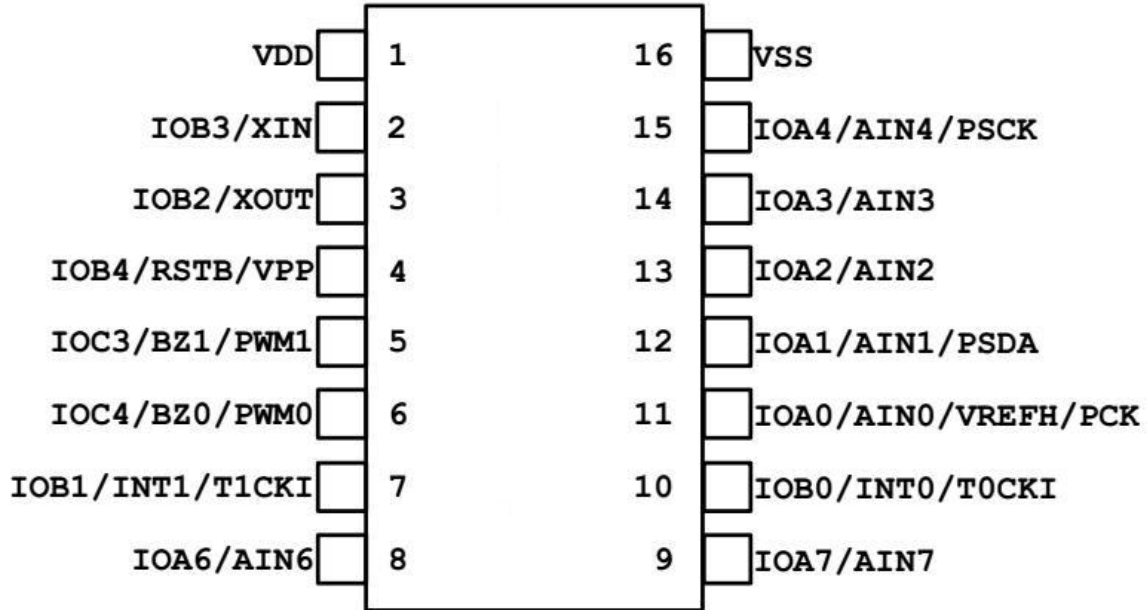 VDD 1 16 VSS
IOB3/XIN 2 15 IOA4/AIN4/PSCK
IOB2/XOUT 3 14 IOA3/AIN3
IOB4/RSTB/VPP 4 13 IOA2/AIN2
IOC3/BZ1/PWM1 5 12 IOA1/AIN1/PSDA
IOC4/BZ0/PWM0 6 11 IOA0/AIN0/VREFH/PCK
IOB1/INT1/T1CKI 7 10 IOB0/INT0/T0CKI
IOA6/AIN6 8 9 IOA7/AIN7